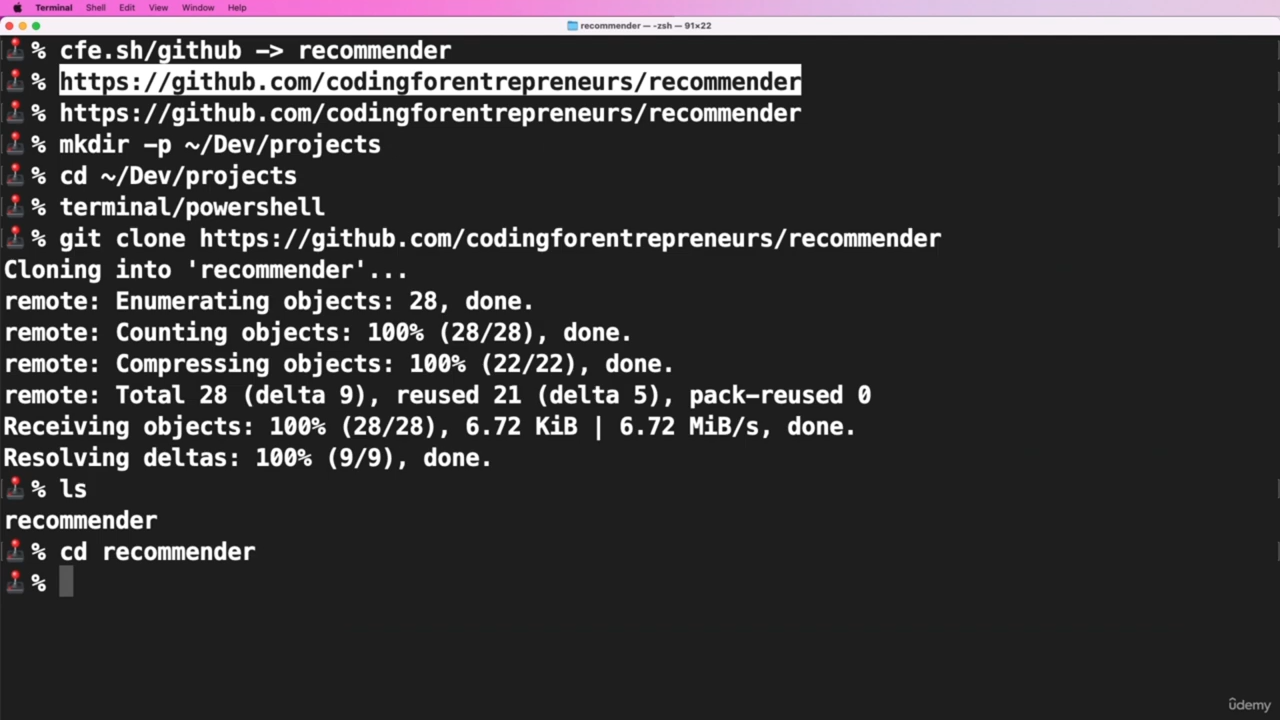 Terminal Shell Edit View Window Help
recommender — -zsh — 91×22
% cfe.sh/github -> recommender
% https://github.com/codingforentrepreneurs/recommender
% https://github.com/codingforentrepreneurs/recommender
% mkdir -p ~/Dev/projects
% cd ~/Dev/projects
% terminal/powershell
% git clone https://github.com/codingforentrepreneurs/recommender
Cloning into 'recommender'...
remote: Enumerating objects: 28, done.
remote: Counting objects: 100% (28/28), done.
remote: Compressing objects: 100% (22/22), done.
remote: Total 28 (delta 9), reused 21 (delta 5), pack-reused 0
Receiving objects: 100% (28/28), 6.72 KiB | 6.72 MiB/s, done.
Resolving deltas: 100% (9/9), done.
% ls
recommender
% cd recommender
%
ûdemy